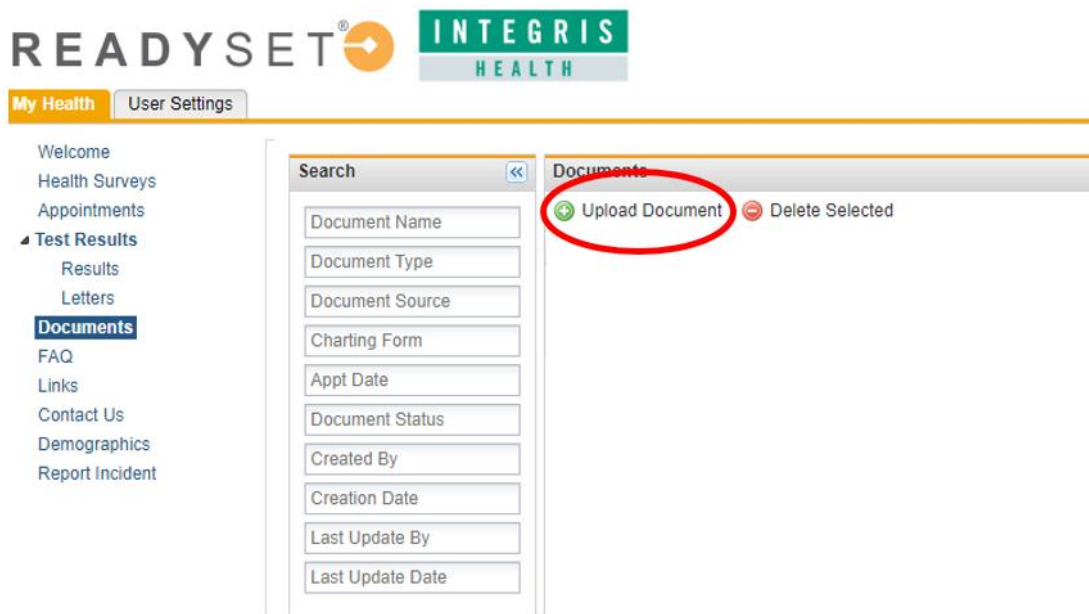 READYSET®
INTEGRIS
HEALTH
My Health
User Settings
Welcome
Health Surveys
Appointments
Test Results
Results
Letters
Documents
FAQ
Links
Contact Us
Demographics
Report Incident
Search
Document Name
Document Type
Document Source
Charting Form
Appt Date
Document Status
Created By
Creation Date
Last Update By
Last Update Date
Documents
Upload Document
Delete Selected